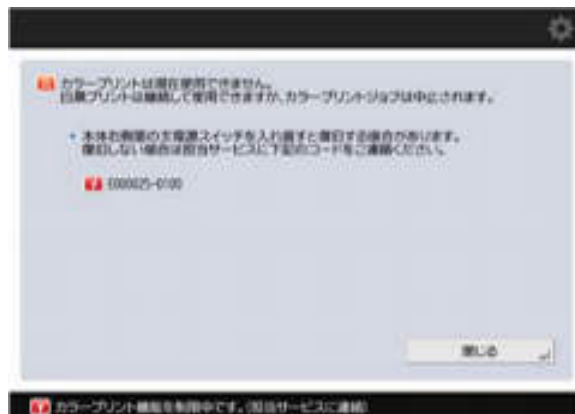 カラープリントは現在使用できません。
白黒プリントは継続して使用できますが、カラープリントジョブは中止されます。
本体右側面の主電源スイッチを入れ直すと復旧する場合があります。
復旧しない場合は担当サービスに下記のコードをご連絡ください。
E000025-0100
閉じる
カラープリント機能を制限中です。(担当サービスに連絡)